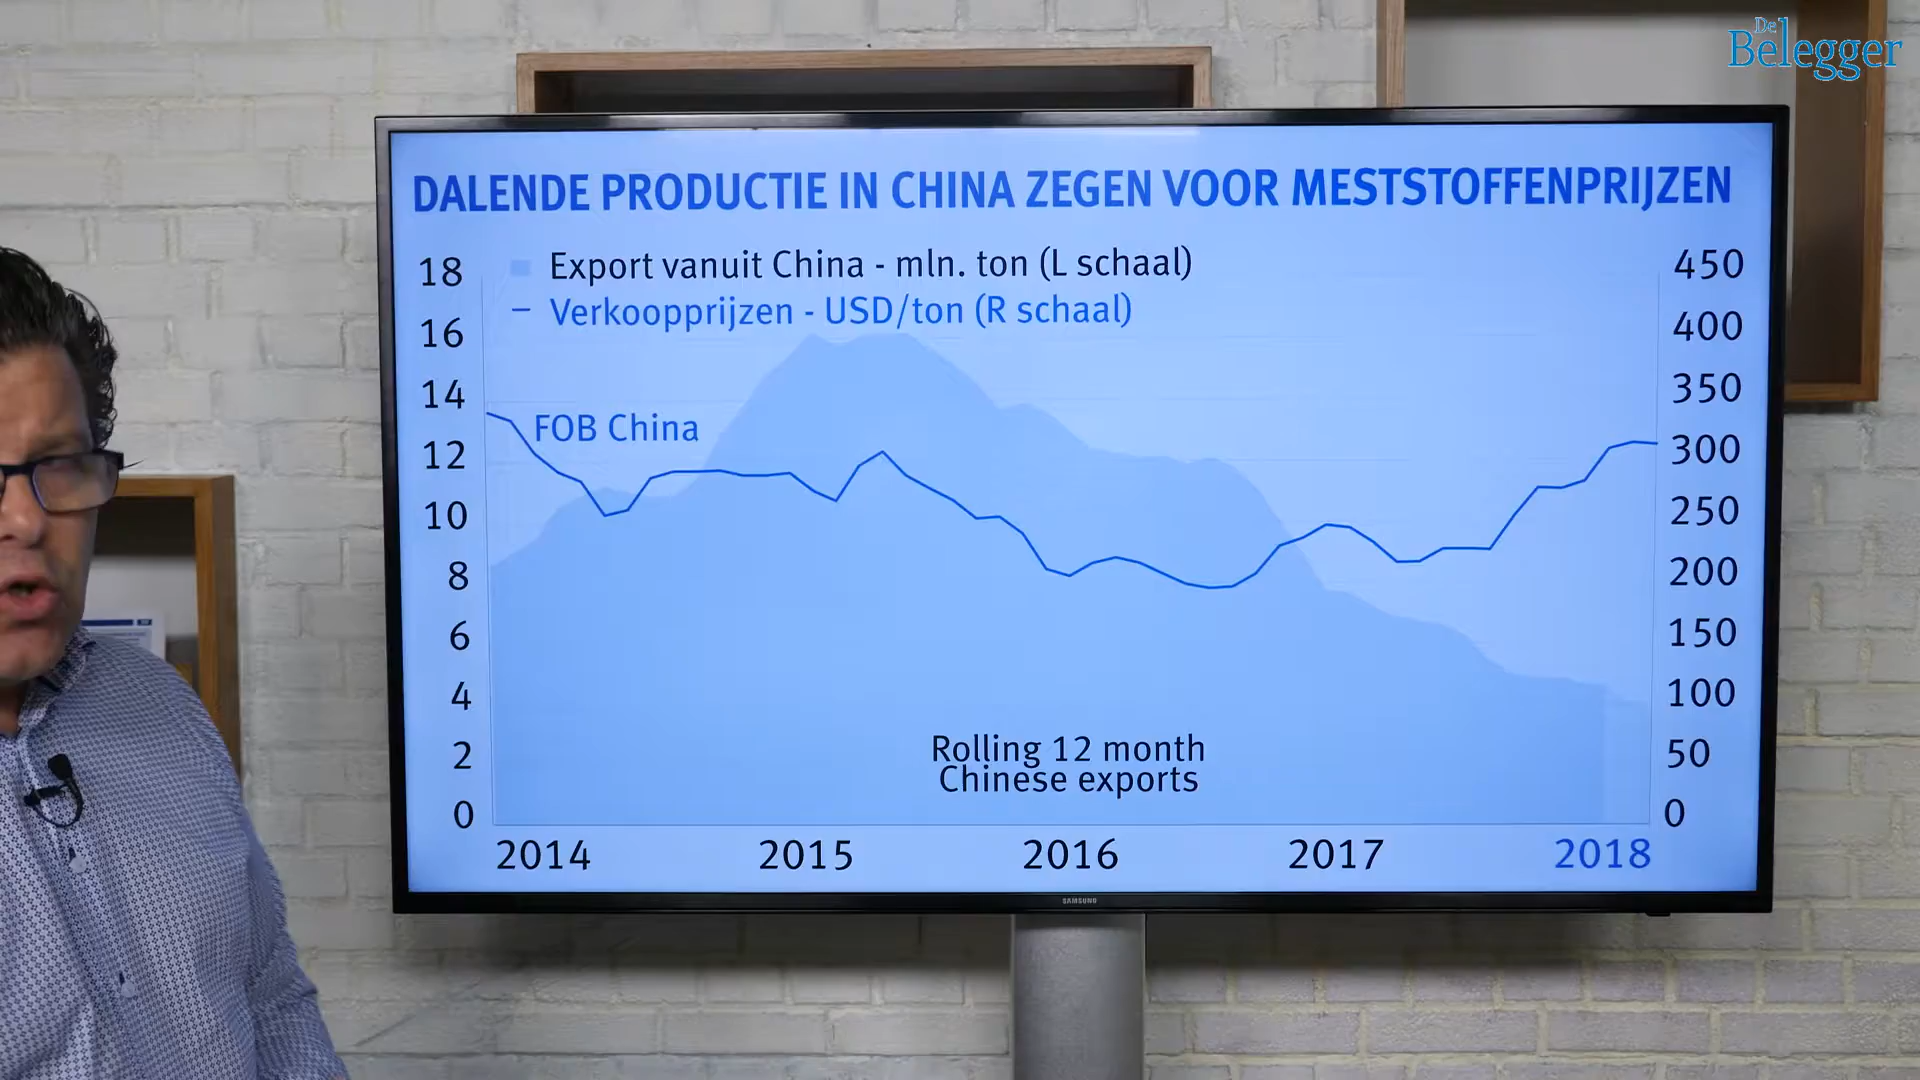 De
Belegger
DALENDE PRODUCTIE IN CHINA ZEGEN VOOR MESTSTOFFENPRIJZEN
Export vanuit China - mln. ton (L schaal)
Verkoopprijzen - USD/ton (R schaal)
18
16
14
12
10
8
6
4
2
0
FOB China
450
400
350
300
250
200
150
100
50
0
Rolling 12 month
Chinese exports
2014 2015 2016 2017 2018
SAMSUNG